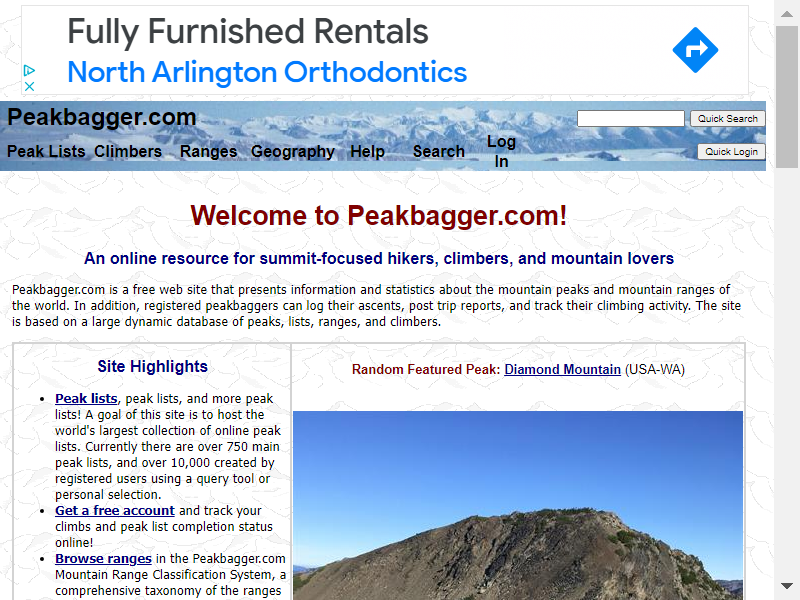 Fully Furnished Rentals
North Arlington Orthodontics
Peakbagger.com
Quick Search
Peak Lists Climbers Ranges Geography Help Search Log In
Quick Login
Welcome to Peakbagger.com!
An online resource for summit-focused hikers, climbers, and mountain lovers
Peakbagger.com is a free web site that presents information and statistics about the mountain peaks and mountain ranges of
the world. In addition, registered peakbaggers can log their ascents, post trip reports, and track their climbing activity. The site
is based on a large dynamic database of peaks, lists, ranges, and climbers.
Site Highlights
• Peak lists, peak lists, and more peak
lists! A goal of this site is to host the
world's largest collection of online peak
lists. Currently there are over 750 main
peak lists, and over 10,000 created by
registered users using a query tool or
personal selection.
• Get a free account and track your
climbs and peak list completion status
online!
• Browse ranges in the Peakbagger.com
Mountain Range Classification System, a
comprehensive taxonomy of the ranges
Random Featured Peak: Diamond Mountain (USA-WA)